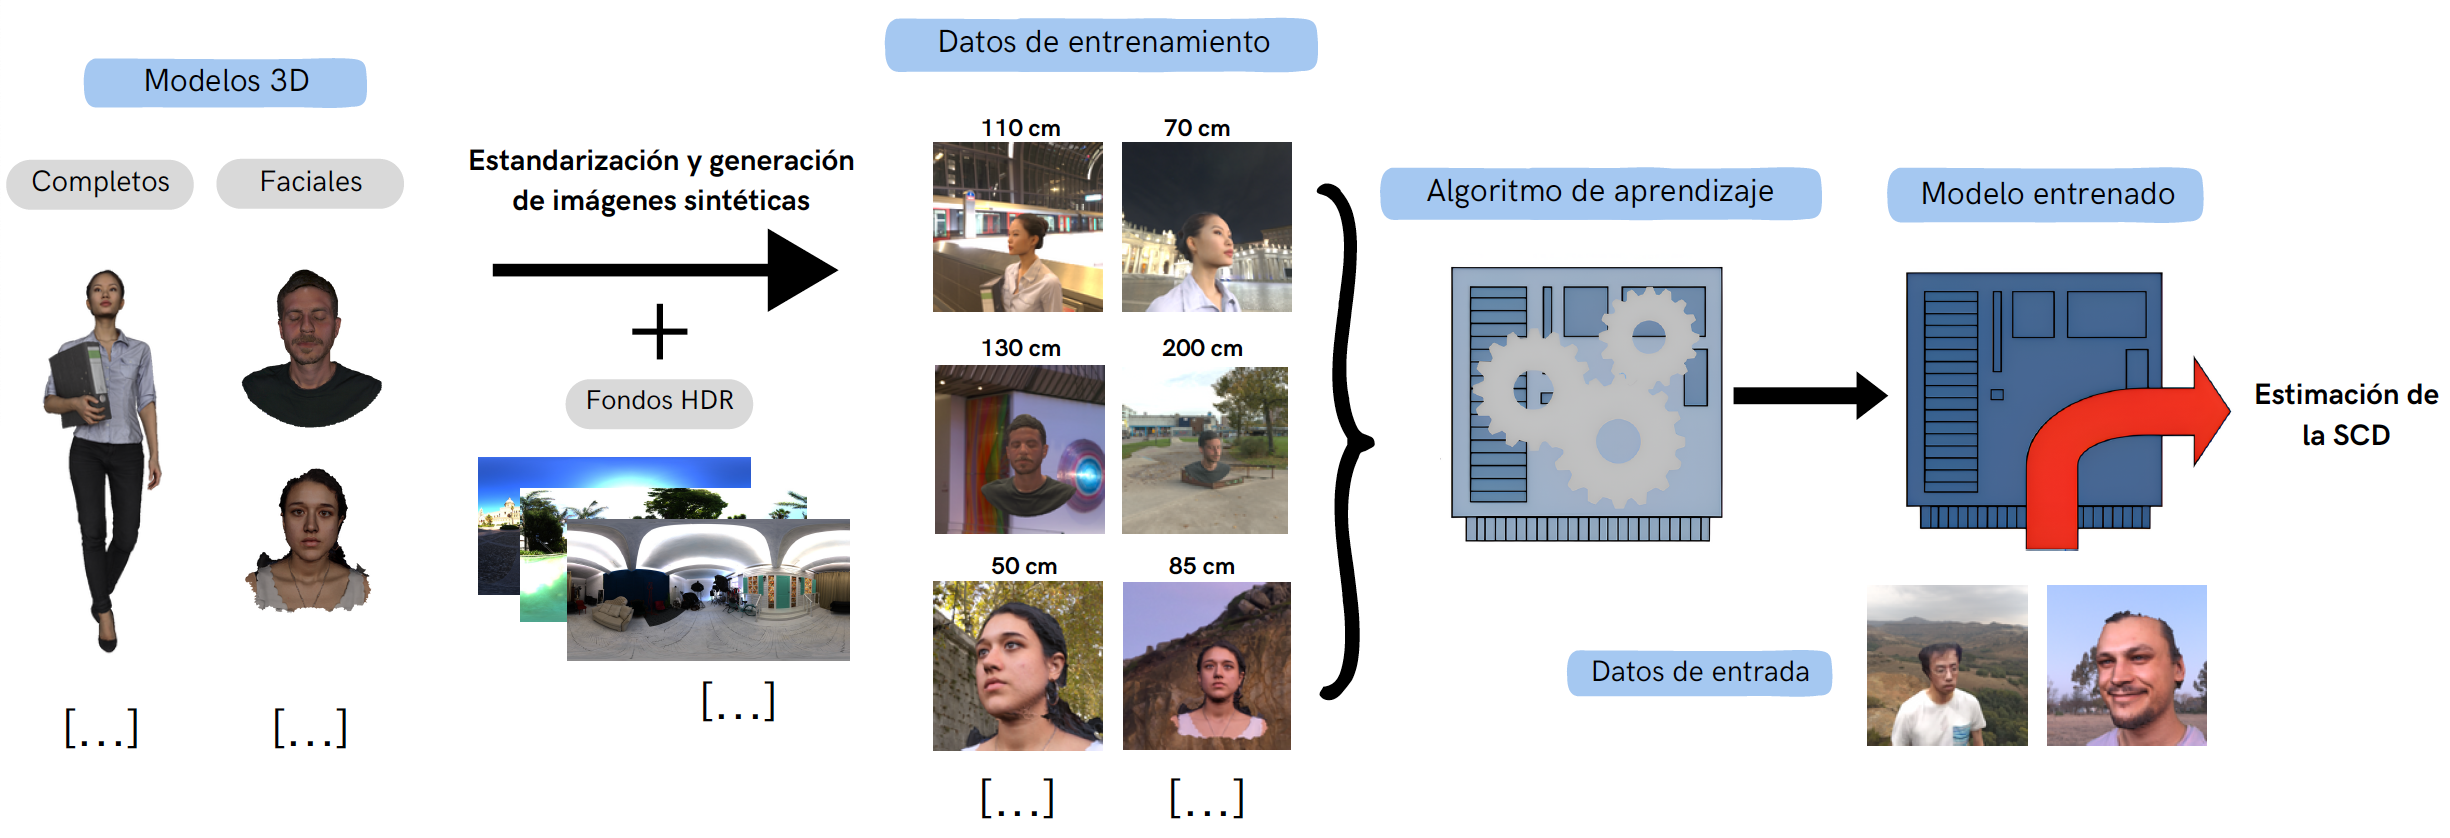 Modelos 3D
Completos
Faciales
[...]
[...]
Estandarización y generación
de imágenes sintéticas
+
Fondos HDR
[...]
Datos de entrenamiento
110 cm
70 cm
130 cm
200 cm
50 cm
85 cm
[...]
[...]
Algoritmo de aprendizaje
Modelo entrenado
Estimación de
la SCD
Datos de entrada